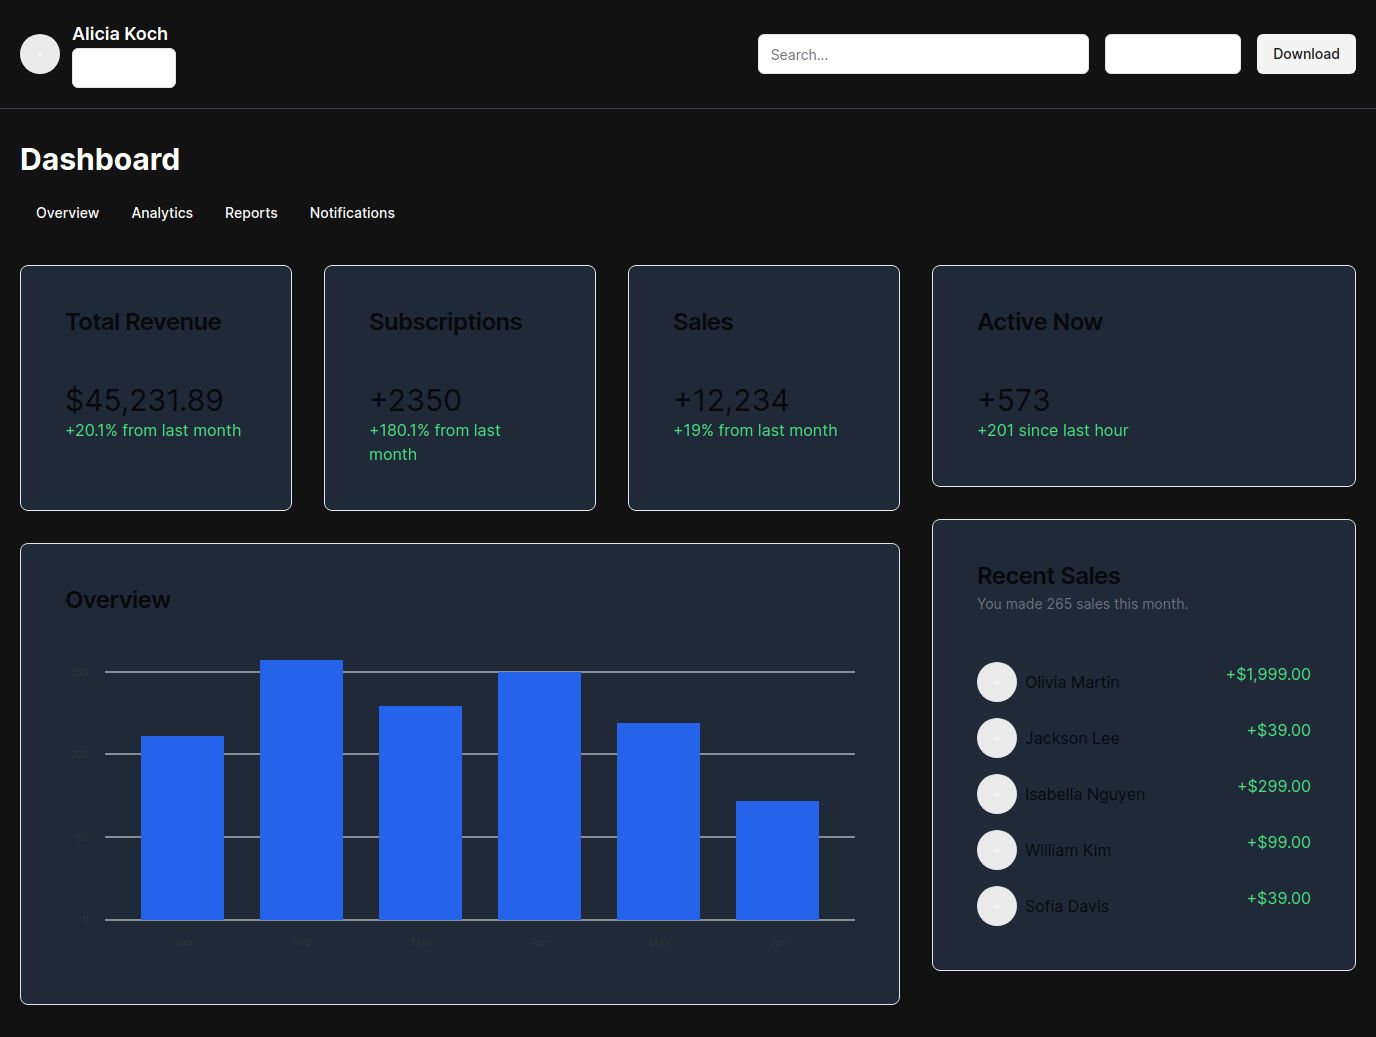 Alicia Koch
Search...
Download
Dashboard
Overview
Analytics
Reports
Notifications
Total Revenue
$45,231.89
+20.1% from last month
Subscriptions
+2350
+180.1% from last
month
Sales
+12,234
+19% from last month
Active Now
+573
+201 since last hour
Overview
150
100
50
0
Jan
Feb
Mar
Apr
May
Jun
Recent Sales
You made 265 sales this month.
Olivia Martin
+$1,999.00
Jackson Lee
+$39.00
Isabella Nguyen
+$299.00
William Kim
+$99.00
Sofia Davis
+$39.00